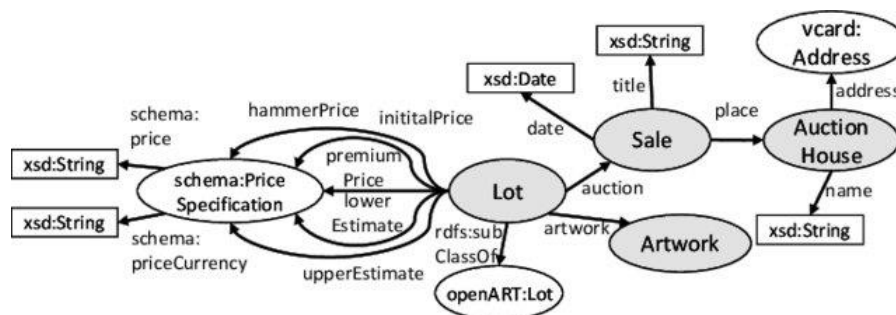 xsd:String
vcard:
Address
xsd:Date
title
address
schema:
price
hammerPrice
inititalPrice
date
place
Sale
Auction
House
xsd:String
premium
Price
schema:Price
Specification
Lot
auction
name
xsd:String
lower
Estimate
rdfs:sub
ClassOf
artwork
Artwork
xsd:String
schema:
priceCurrency
upperEstimate
openART:Lot